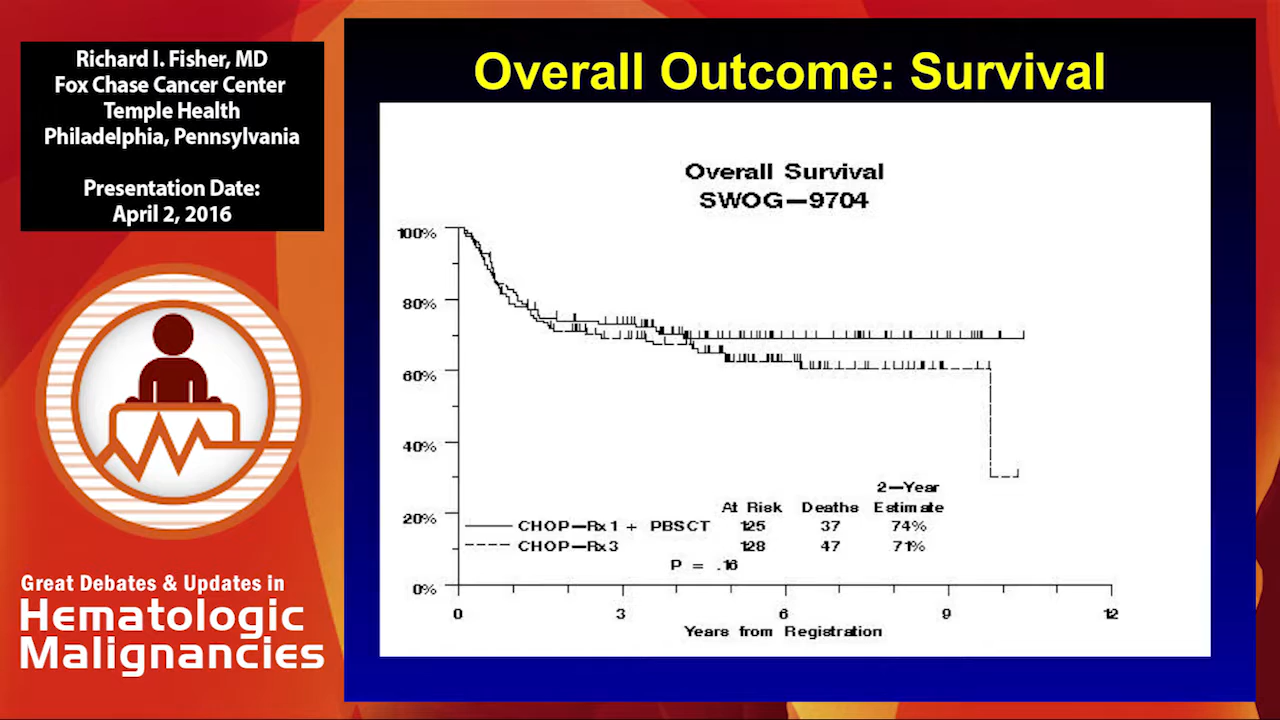 Richard I. Fisher, MD
Fox Chase Cancer Center
Temple Health
Philadelphia, Pennsylvania
Presentation Date:
April 2, 2016
Great Debates & Updates in
Hematologic
Malignancies
Overall Outcome: Survival
Overall Survival
SWOG—9704
100%
80%
60%
40%
20%
0%
2—Year
At Risk Deaths Estimate
CHOP—Rx1 + PBSCT 125 37 74%
CHOP—Rx3 128 47 71%
P = .16
0 3 6 9 12
Years from Registration